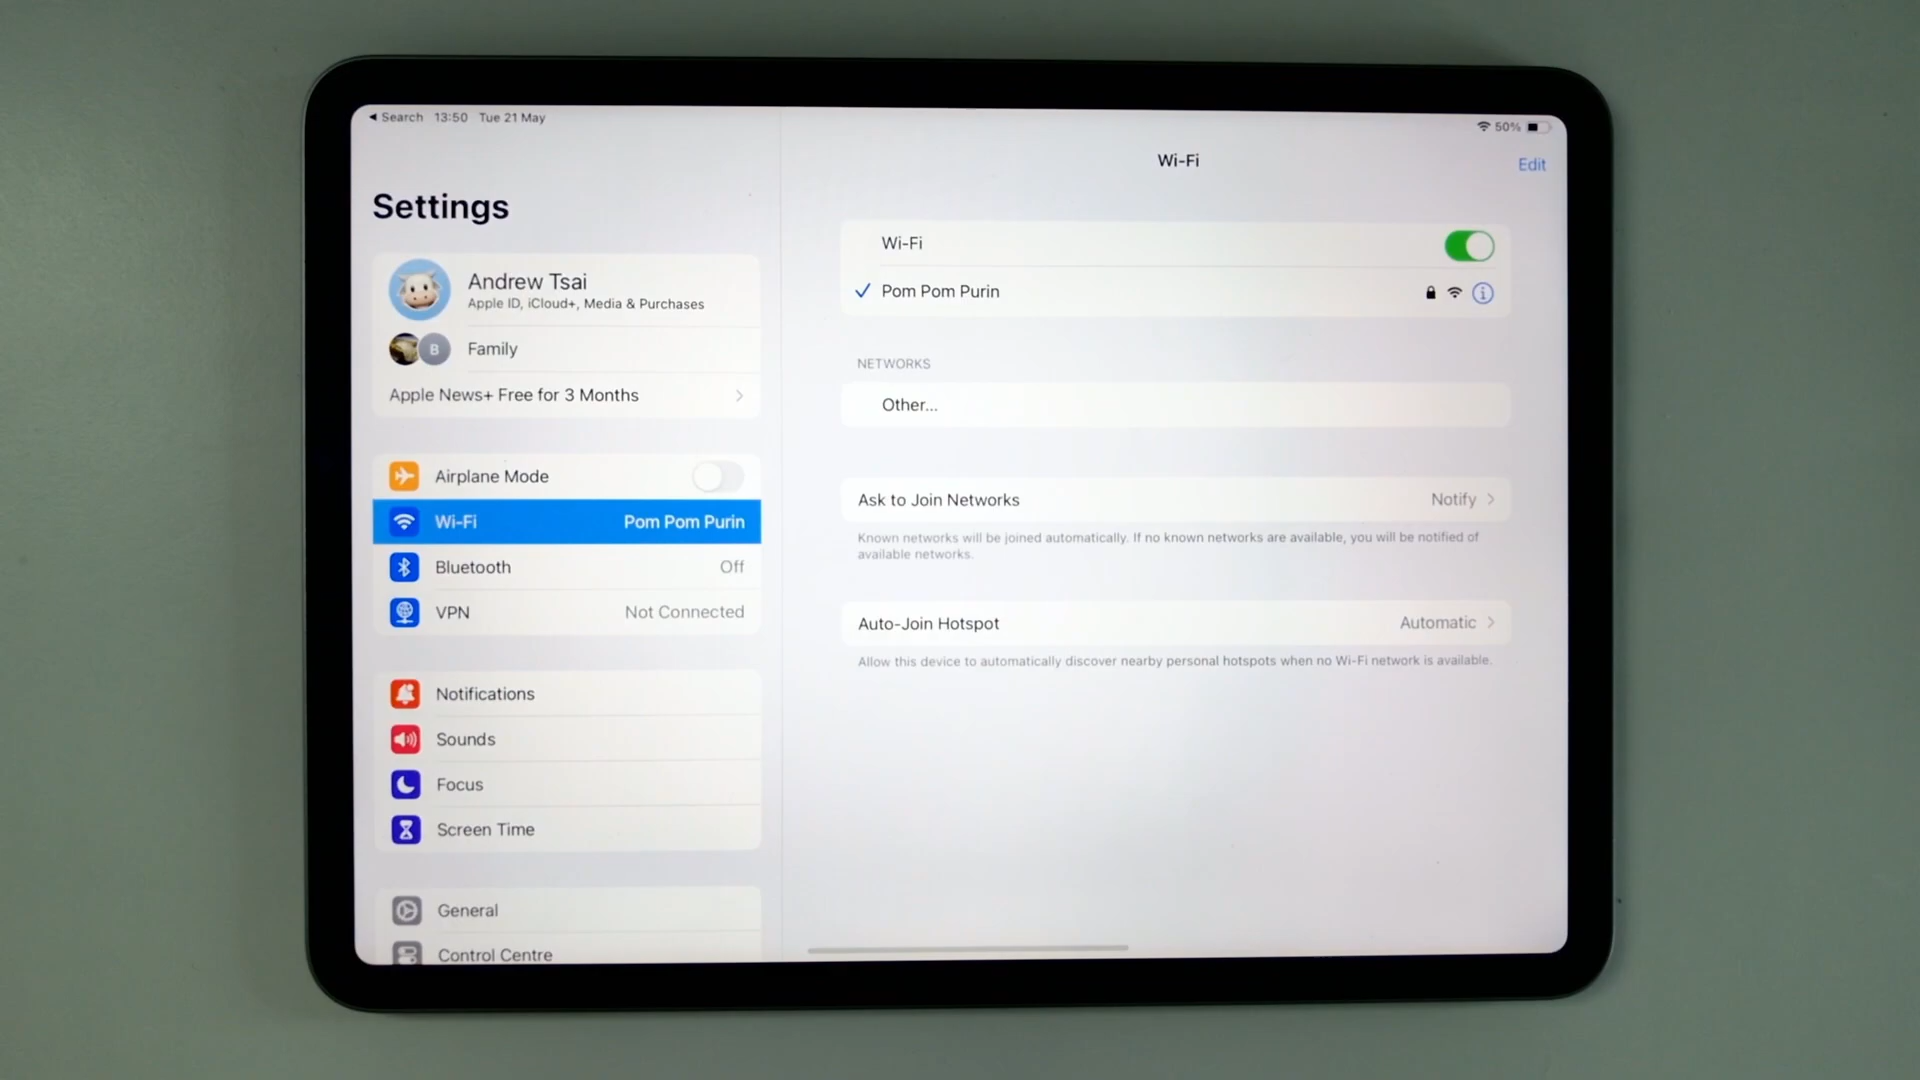 Search 13:50 Tue 21 May
50%
Settings
Andrew Tsai
Apple ID, iCloud+, Media & Purchases
B
Family
Apple News+ Free for 3 Months
Airplane Mode
Wi-Fi Pom Pom Purin
Bluetooth Off
VPN Not Connected
Notifications
Sounds
Focus
Screen Time
General
Control Centre
Wi-Fi
Edit
Wi-Fi
Pom Pom Purin
NETWORKS
Other...
Ask to Join Networks Notify
Known networks will be joined automatically. If no known networks are available, you will be notified of
available networks.
Auto-Join Hotspot Automatic
Allow this device to automatically discover nearby personal hotspots when no Wi-Fi network is available.